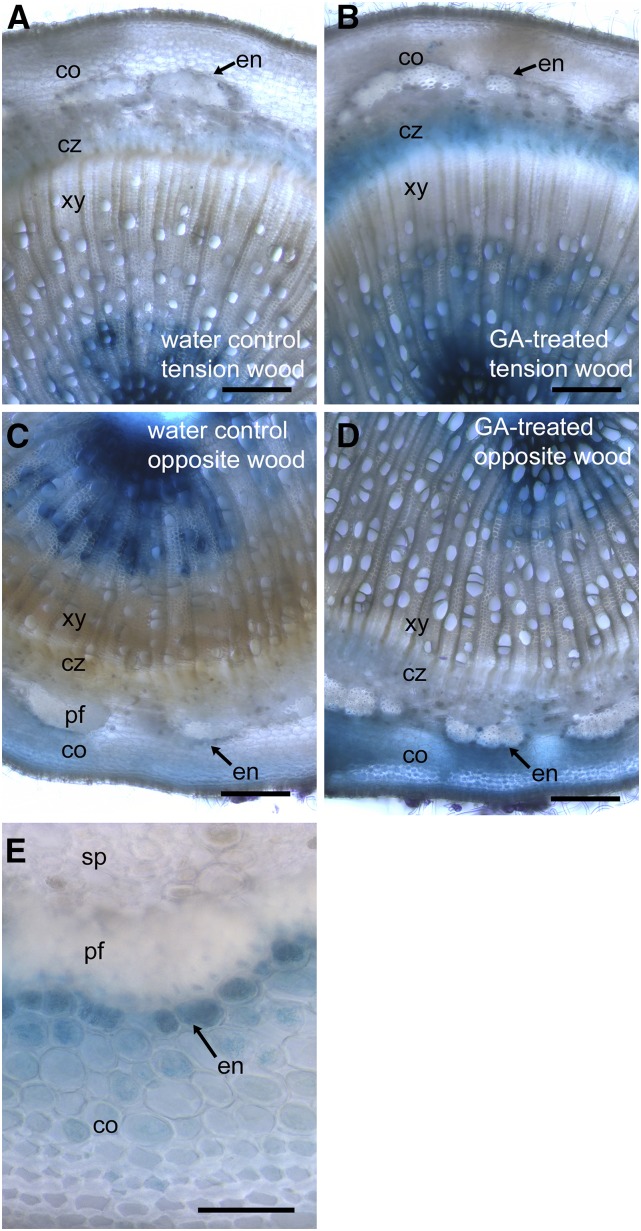 A
co
en
cz
xy
water control
tension wood
B
co
en
cz
xy
GA-treated
tension wood
C
water control
opposite wood
xy
cz
pf
co
en
D
GA-treated
opposite wood
xy
cz
co
en
E
sp
pf
en
co